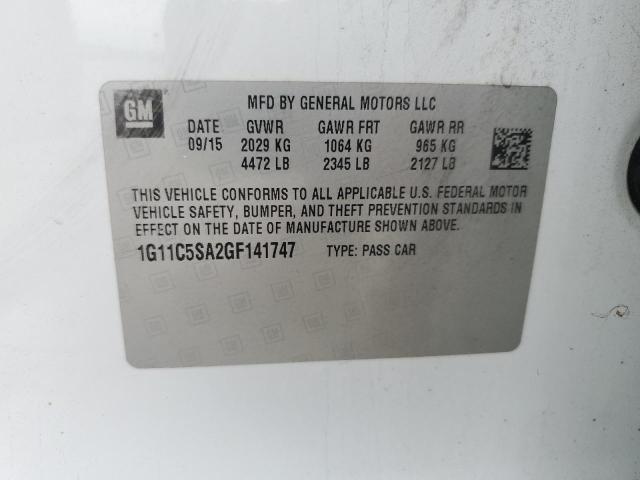 GM MFD BY GENERAL MOTORS LLC
DATE GVWR GAWR FRT GAWR RR
09/15 2029 KG 1064 KG 965 KG
4472 LB 2345 LB 2127 LB
THIS VEHICLE CONFORMS TO ALL APPLICABLE U.S. FEDERAL MOTOR
VEHICLE SAFETY, BUMPER, AND THEFT PREVENTION STANDARDS IN
EFFECT ON THE DATE OF MANUFACTURE SHOWN ABOVE.
1G11C5SA2GF141747 TYPE: PASS CAR